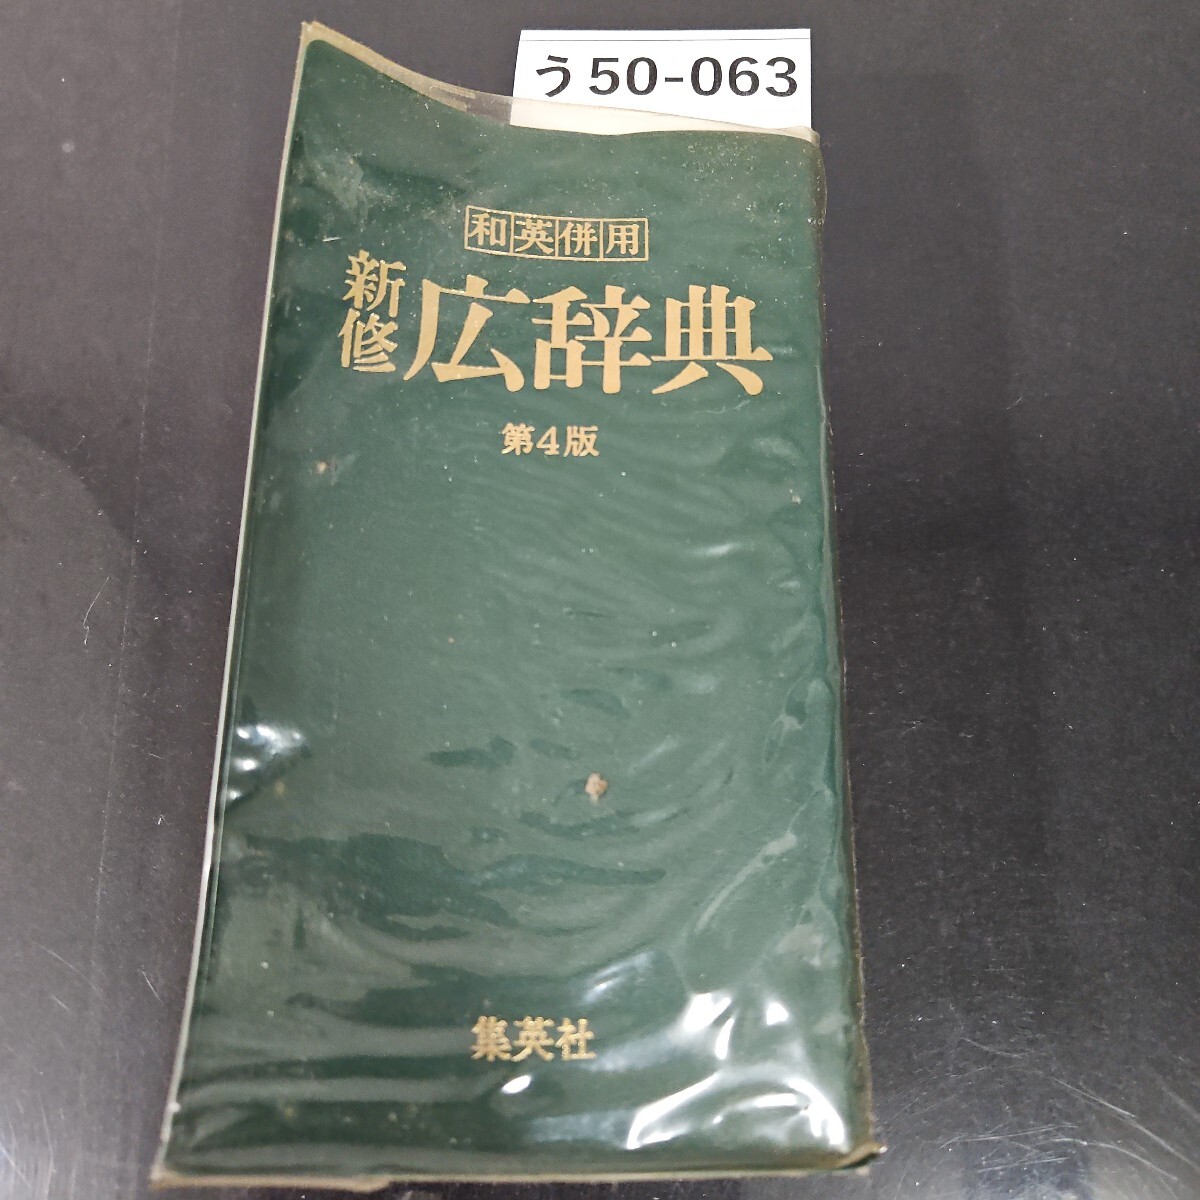 う50-063
和英併用
新修 広辞典
第4版
集英社